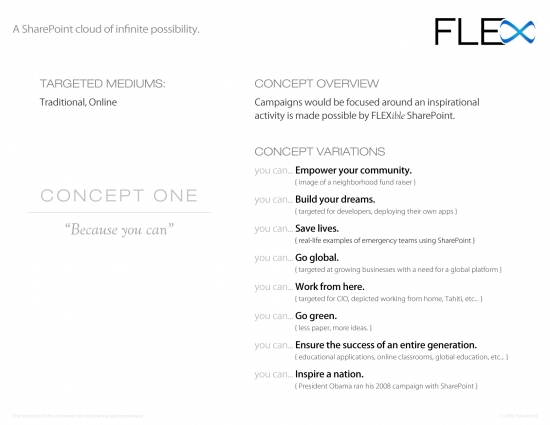 A SharePoint cloud of infinite possibility.
FLEX
TARGETED MEDIUMS:
Traditional, Online
CONCEPT ONE
“Because you can”
CONCEPT OVERVIEW
Campaigns would be focused around an inspirational
activity is made possible by FLEXible SharePoint.
CONCEPT VARIATIONS
you can... Empower your community.
( image of a neighborhood fund raiser )
you can... Build your dreams.
( targeted for developers, deploying their own apps )
you can... Save lives.
( real-life examples of emergency teams using SharePoint )
you can... Go global.
( targeted at growing businesses with a need for a global platform )
you can... Work from here.
( targeted for CIO, depicted working from home, Tahiti, etc... )
you can... Go green.
( less paper, more ideas. )
you can... Ensure the success of an entire generation.
( educational applications, online classrooms, global education, etc... )
you can... Inspire a nation.
( President Obama ran his 2008 campaign with SharePoint )